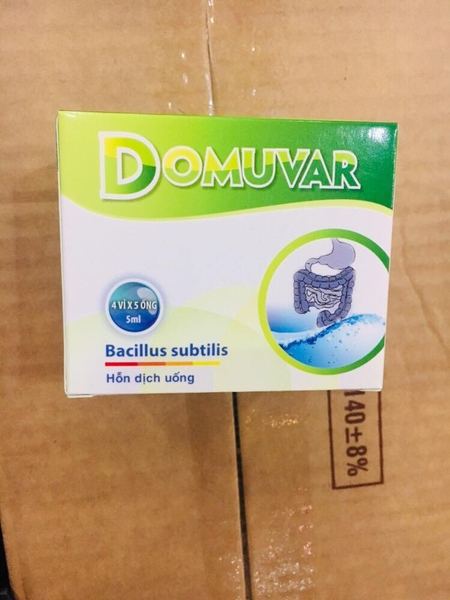 DOMUVAR
4 VỈ X 5 ỐNG
5ml
Bacillus subtilis
Hỗn dịch uống
140±8%